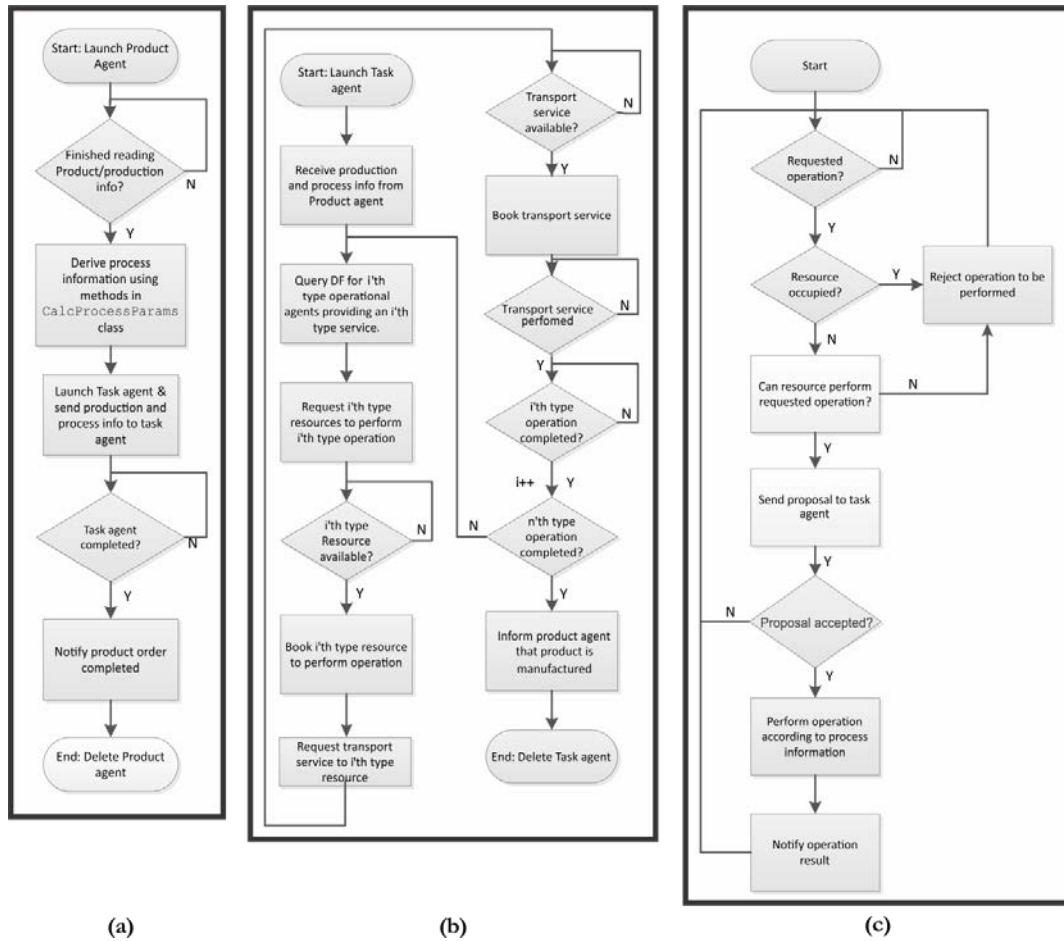 Start: Launch Product
Agent
Finished reading
Product/production
info?
N
Y
Derive process
information using
methods in
CalcProcessParams
class
Launch Task agent &
send production and
process info to task
agent
Task agent
completed?
N
Y
Notify product order
completed
End: Delete Product
agent
(a)
Start: Launch Task
agent
Receive production
and process info from
Product agent
Query DF for i'th
type operational
agents providing an i'th
type service.
Request i'th type
resources to perform
i'th type operation
i'th type
Resource
available?
N
Y
Book i'th type resource
to perform operation
Request transport
service to i'th type
resource
Transport
service
available?
N
Y
Book transport service
Transport service
perfomed
N
Y
i'th type
operation
completed?
N
i++ Y
n'th type
operation
completed?
N
Y
Inform product agent
that product is
manufactured
End: Delete Task agent
(b)
Start
Requested
operation?
N
Y
Resource
occupied?
Y
Reject operation to be
performed
N
Can resource perform
requested operation?
N
Y
Send proposal to task
agent
Y
Proposal accepted?
N
Y
Perform operation
according to process
information
Notify operation
result
(c)